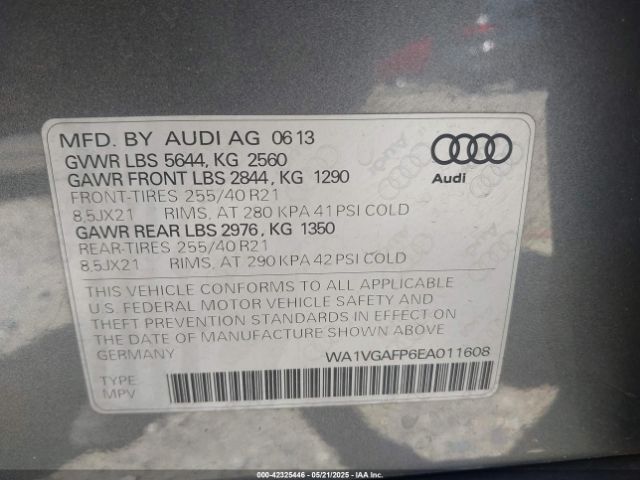 MFD. BY AUDI AG 06 13
GVWR LBS 5644, KG 2560
GAWR FRONT LBS 2844, KG 1290
FRONT-TIRES 255/40 R21
8,5JX21 RIMS, AT 280 KPA 41 PSI COLD
GAWR REAR LBS 2976, KG 1350
REAR-TIRES 255/40 R21
8,5JX21 RIMS, AT 290 KPA 42 PSI COLD
Audi
THIS VEHICLE CONFORMS TO ALL APPLICABLE
U.S. FEDERAL MOTOR VEHICLE SAFETY AND
THEFT PREVENTION STANDARDS IN EFFECT ON
THE DATE OF MANUFACTURE SHOWN ABOVE
GERMANY WA1VGAFP6EA011608
TYPE
MPV
000-42325446 - 05/21/2025 - IAA